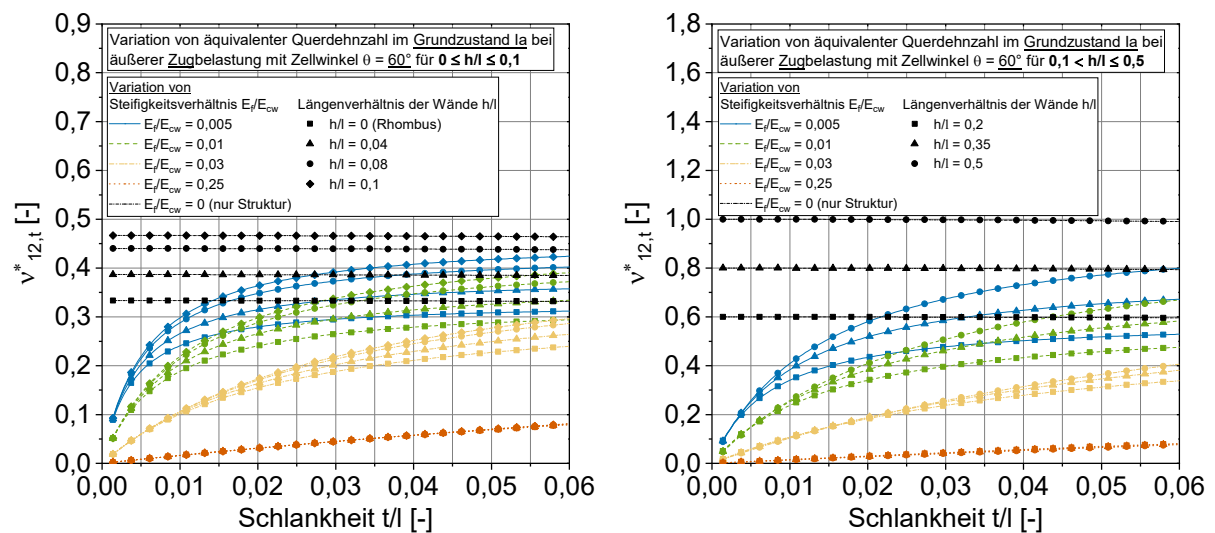 0,9
0,8
0,7
0,6
0,5
0,4
0,3
0,2
0,1
0,0
ν*12,t [-]
Variation von äquivalenter Querdehnzahl im Grundzustand Ia bei
äußerer Zugbelastung mit Zellwinkel θ = 60° für 0 ≤ h/l ≤ 0,1
Variation von
Steifigkeitsverhältnis Ef/Ecw
Ef/Ecw = 0,005
Ef/Ecw = 0,01
Ef/Ecw = 0,03
Ef/Ecw = 0,25
Ef/Ecw = 0 (nur Struktur)
Längenverhältnis der Wände h/l
h/l = 0 (Rhombus)
h/l = 0,04
h/l = 0,08
h/l = 0,1
0,00 0,01 0,02 0,03 0,04 0,05 0,06
Schlankheit t/l [-]
1,8
1,6
1,4
1,2
1,0
0,8
0,6
0,4
0,2
0,0
ν*12,t [-]
Variation von äquivalenter Querdehnzahl im Grundzustand Ia bei
äußerer Zugbelastung mit Zellwinkel θ = 60° für 0,1 < h/l ≤ 0,5
Variation von
Steifigkeitsverhältnis Ef/Ecw
Ef/Ecw = 0,005
Ef/Ecw = 0,01
Ef/Ecw = 0,03
Ef/Ecw = 0,25
Ef/Ecw = 0 (nur Struktur)
Längenverhältnis der Wände h/l
h/l = 0,2
h/l = 0,35
h/l = 0,5
0,00 0,01 0,02 0,03 0,04 0,05 0,06
Schlankheit t/l [-]